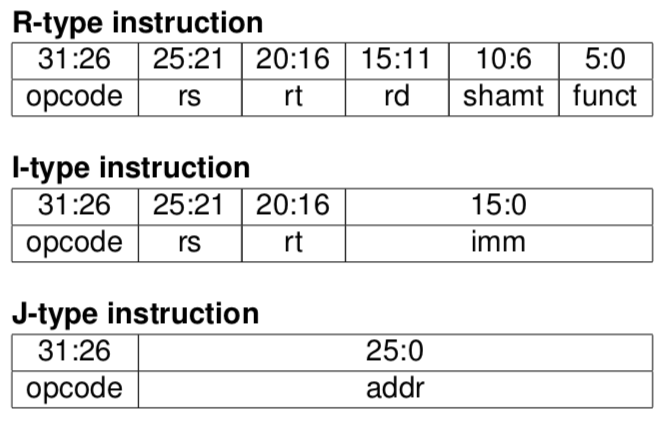 R-type instruction
31:26 25:21 20:16 15:11 10:6 5:0
opcode rs rt rd shamt funct
I-type instruction
31:26 25:21 20:16 15:0
opcode rs rt imm
J-type instruction
31:26 25:0
opcode addr